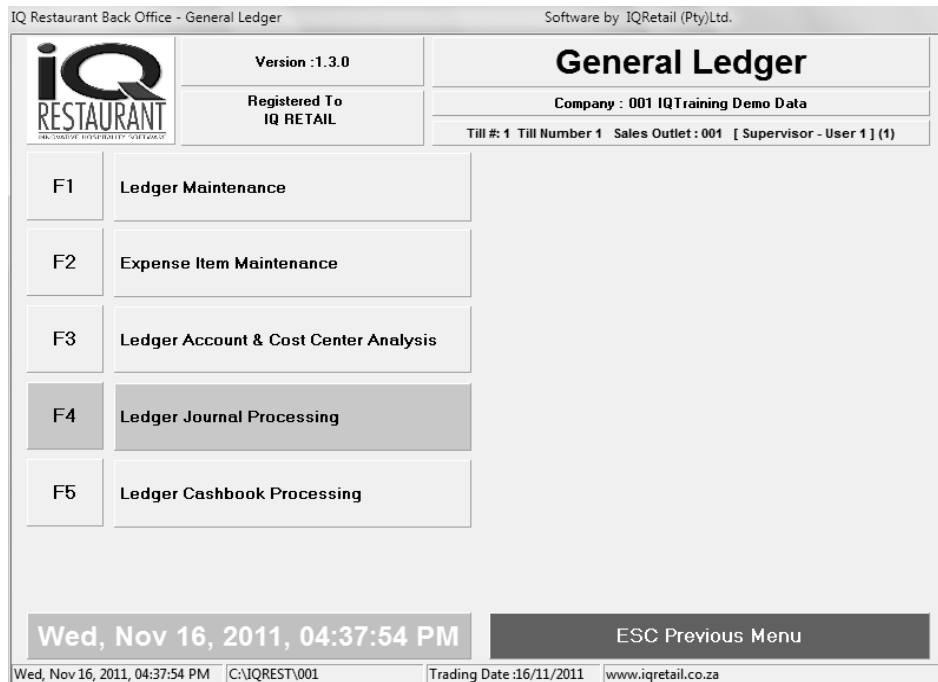 IQ Restaurant Back Office - General Ledger Software by IQRetail (Pty)Ltd.
iQ
RESTAURANT
INNOVATIVE HOSPITALITY SOFTWARE
Version :1.3.0
Registered To
IQ RETAIL
General Ledger
Company : 001 IQTraining Demo Data
Till #: 1 Till Number 1 Sales Outlet : 001 [ Supervisor - User 1 ] (1)
F1 Ledger Maintenance
F2 Expense Item Maintenance
F3 Ledger Account & Cost Center Analysis
F4 Ledger Journal Processing
F5 Ledger Cashbook Processing
Wed, Nov 16, 2011, 04:37:54 PM ESC Previous Menu
Wed, Nov 16, 2011, 04:37:54 PM C:\IQREST\001 Trading Date :16/11/2011 www.iqretail.co.za